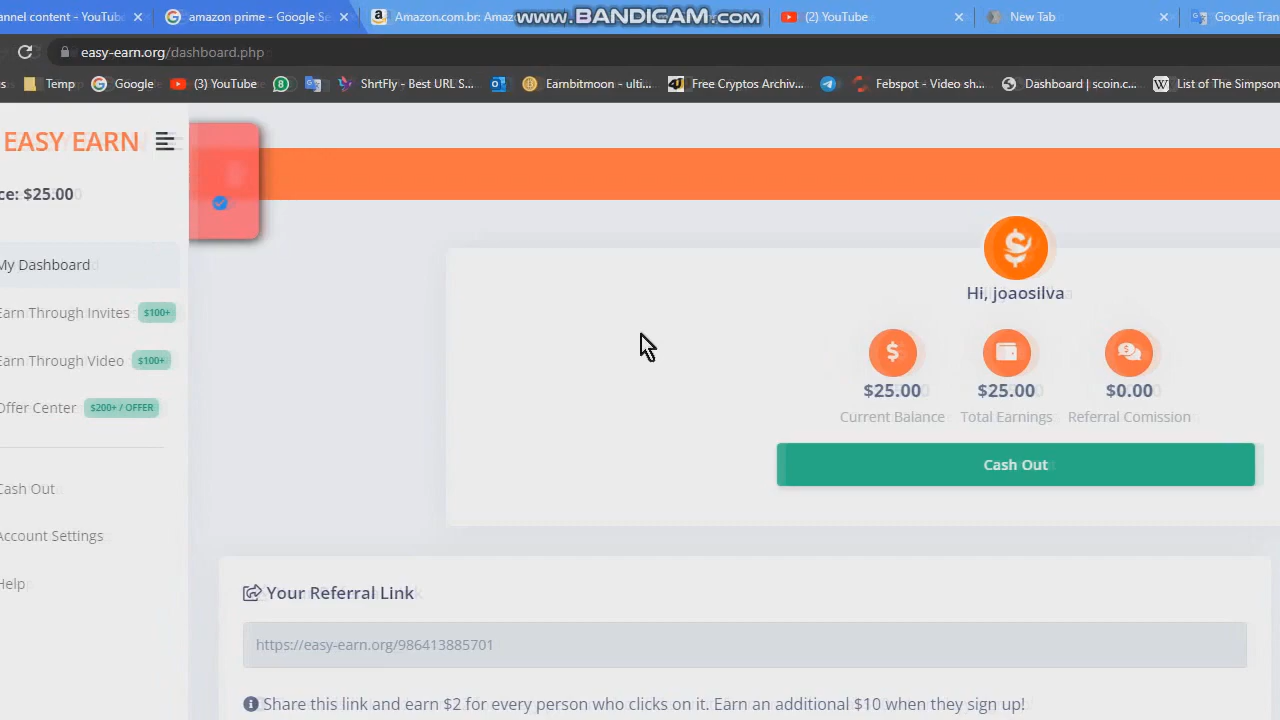 annel content - YouTub
amazon prime - Google Se
Amazon.com.br: Amaz
www.BANDICAM.com
(2) YouTube
New Tab
Google Tran
easy-earn.org/dashboard.php
s
Temp
Google
(3) YouTube
8
ShrtFly - Best URL S...
Earnbitmoon – ulti...
Free Cryptos Archiv...
Febspot - Video sh...
Dashboard | scoin.c...
W
List of The Simpson
EASY EARN
ce: $25.00
My Dashboard
Earn Through Invites $100+
Earn Through Video $100+
Offer Center $200+ / OFFER
Cash Out
Account Settings
Help
Hi, joaosilva
$25.00 $25.00 $0.00
Current Balance Total Earnings Referral Comission
Cash Out
Your Referral Link
https://easy-earn.org/986413885701
Share this link and earn $2 for every person who clicks on it. Earn an additional $10 when they sign up!